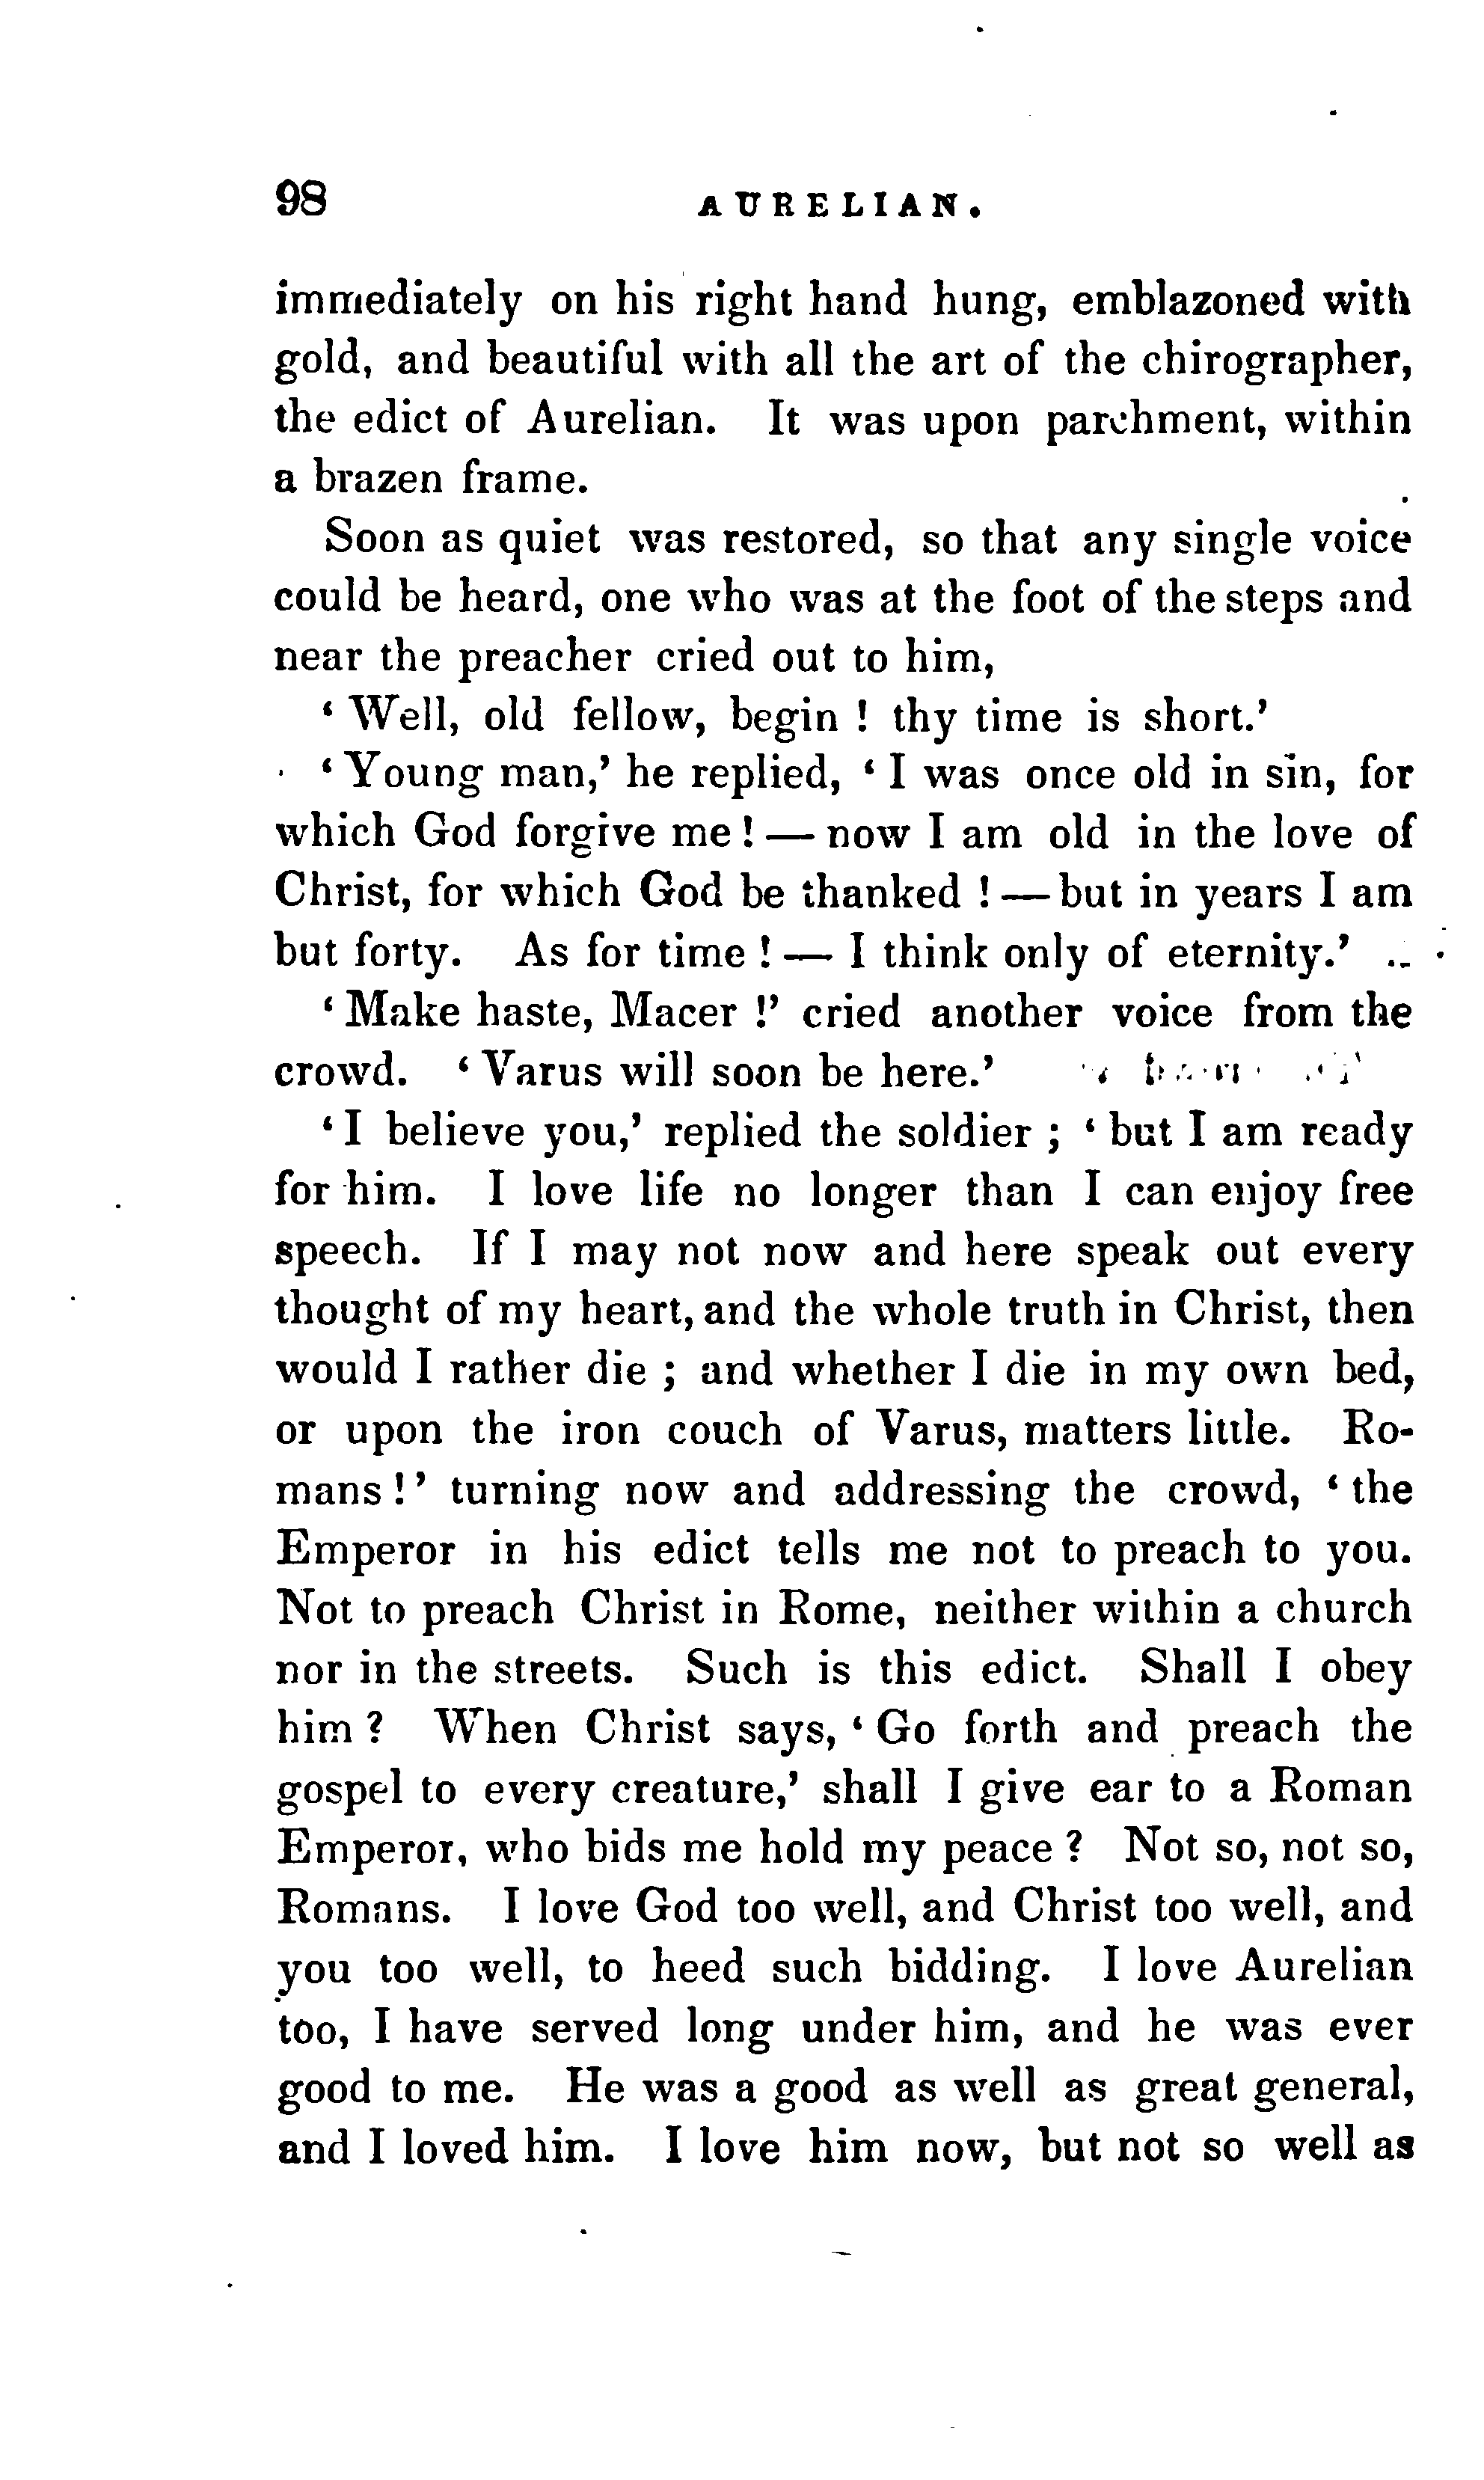 98 AURELIAN.
immediately on his right hand hung, emblazoned with
gold, and beautiful with all the art of the chirographer,
the edict of Aurelian. It was upon parchment, within
a brazen frame.
Soon as quiet was restored, so that any single voice
could be heard, one who was at the foot of the steps and
near the preacher cried out to him,
‘ Well, old fellow, begin ! thy time is short.’
‘ Young man,’ he replied, ‘ I was once old in sin, for
which God forgive me ! — now I am old in the love of
Christ, for which God be thanked ! — but in years I am
but forty. As for time ! — I think only of eternity.’
‘ Make haste, Macer !’ cried another voice from the
crowd. ‘ Varus will soon be here.’
‘ I believe you,’ replied the soldier ; ‘ but I am ready
for him. I love life no longer than I can enjoy free
speech. If I may not now and here speak out every
thought of my heart, and the whole truth in Christ, then
would I rather die ; and whether I die in my own bed,
or upon the iron couch of Varus, matters little. Ro-
mans ! ’ turning now and addressing the crowd, ‘ the
Emperor in his edict tells me not to preach to you.
Not to preach Christ in Rome, neither within a church
nor in the streets. Such is this edict. Shall I obey
him ? When Christ says, ‘ Go forth and preach the
gospel to every creature,’ shall I give ear to a Roman
Emperor, who bids me hold my peace ? Not so, not so,
Romans. I love God too well, and Christ too well, and
you too well, to heed such bidding. I love Aurelian
too, I have served long under him, and he was ever
good to me. He was a good as well as great general,
and I loved him. I love him now, but not so well as